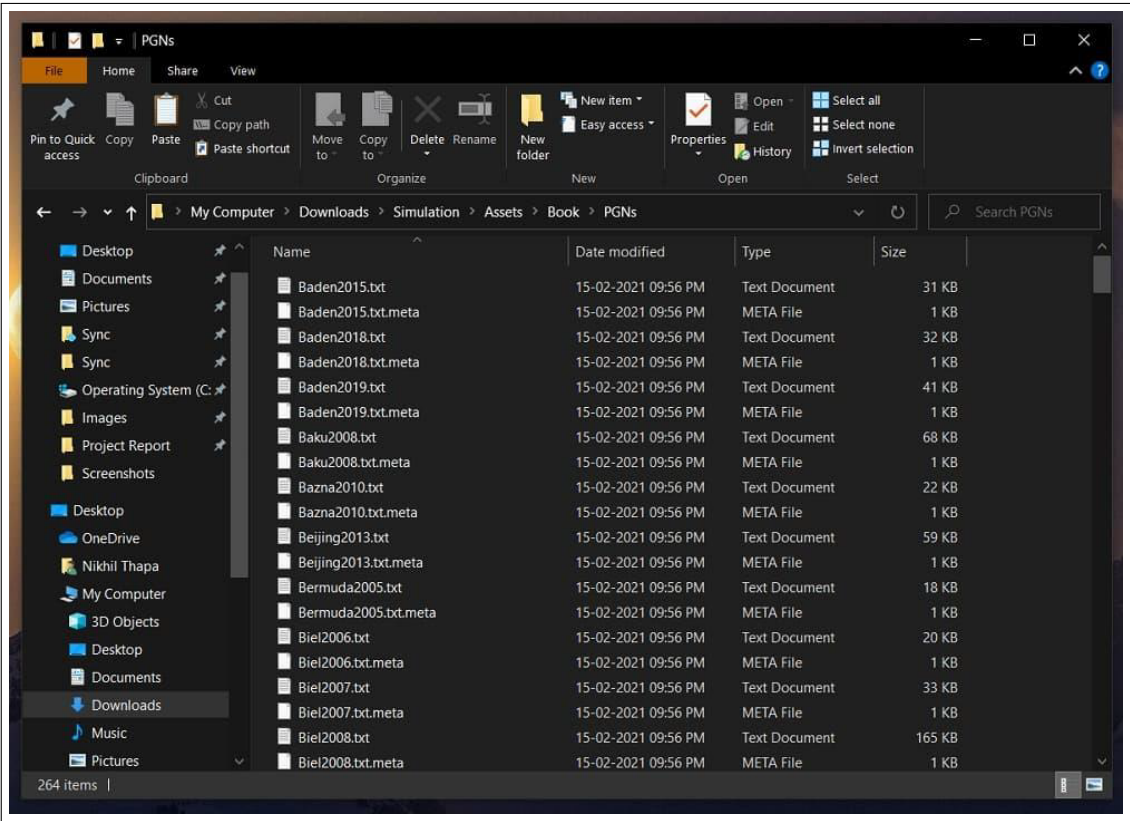 PGNs
File Home Share View
Pin to Quick access Copy Paste Cut
Copy path
Paste shortcut
Move to Copy to Delete Rename
New folder New item
Easy access
Properties Open
Edit
History
Select all
Select none
Invert selection
Clipboard Organize New Open Select
My Computer > Downloads > Simulation > Assets > Book > PGNs Search PGNs
Desktop
Documents
Pictures
Sync
Sync
Operating System (C:
Images
Project Report
Screenshots
Desktop
OneDrive
Nikhil Thapa
My Computer
3D Objects
Desktop
Documents
Downloads
Music
Pictures
Name Date modified Type Size
Baden2015.txt 15-02-2021 09:56 PM Text Document 31 KB
Baden2015.txt.meta 15-02-2021 09:56 PM META File 1 KB
Baden2018.txt 15-02-2021 09:56 PM Text Document 32 KB
Baden2018.txt.meta 15-02-2021 09:56 PM META File 1 KB
Baden2019.txt 15-02-2021 09:56 PM Text Document 41 KB
Baden2019.txt.meta 15-02-2021 09:56 PM META File 1 KB
Baku2008.txt 15-02-2021 09:56 PM Text Document 68 KB
Baku2008.txt.meta 15-02-2021 09:56 PM META File 1 KB
Bazna2010.txt 15-02-2021 09:56 PM Text Document 22 KB
Bazna2010.txt.meta 15-02-2021 09:56 PM META File 1 KB
Beijing2013.txt 15-02-2021 09:56 PM Text Document 59 KB
Beijing2013.txt.meta 15-02-2021 09:56 PM META File 1 KB
Bermuda2005.txt 15-02-2021 09:56 PM Text Document 18 KB
Bermuda2005.txt.meta 15-02-2021 09:56 PM META File 1 KB
Biel2006.txt 15-02-2021 09:56 PM Text Document 20 KB
Biel2006.txt.meta 15-02-2021 09:56 PM META File 1 KB
Biel2007.txt 15-02-2021 09:56 PM Text Document 33 KB
Biel2007.txt.meta 15-02-2021 09:56 PM META File 1 KB
Biel2008.txt 15-02-2021 09:56 PM Text Document 165 KB
Biel2008.txt.meta 15-02-2021 09:56 PM META File 1 KB
264 items